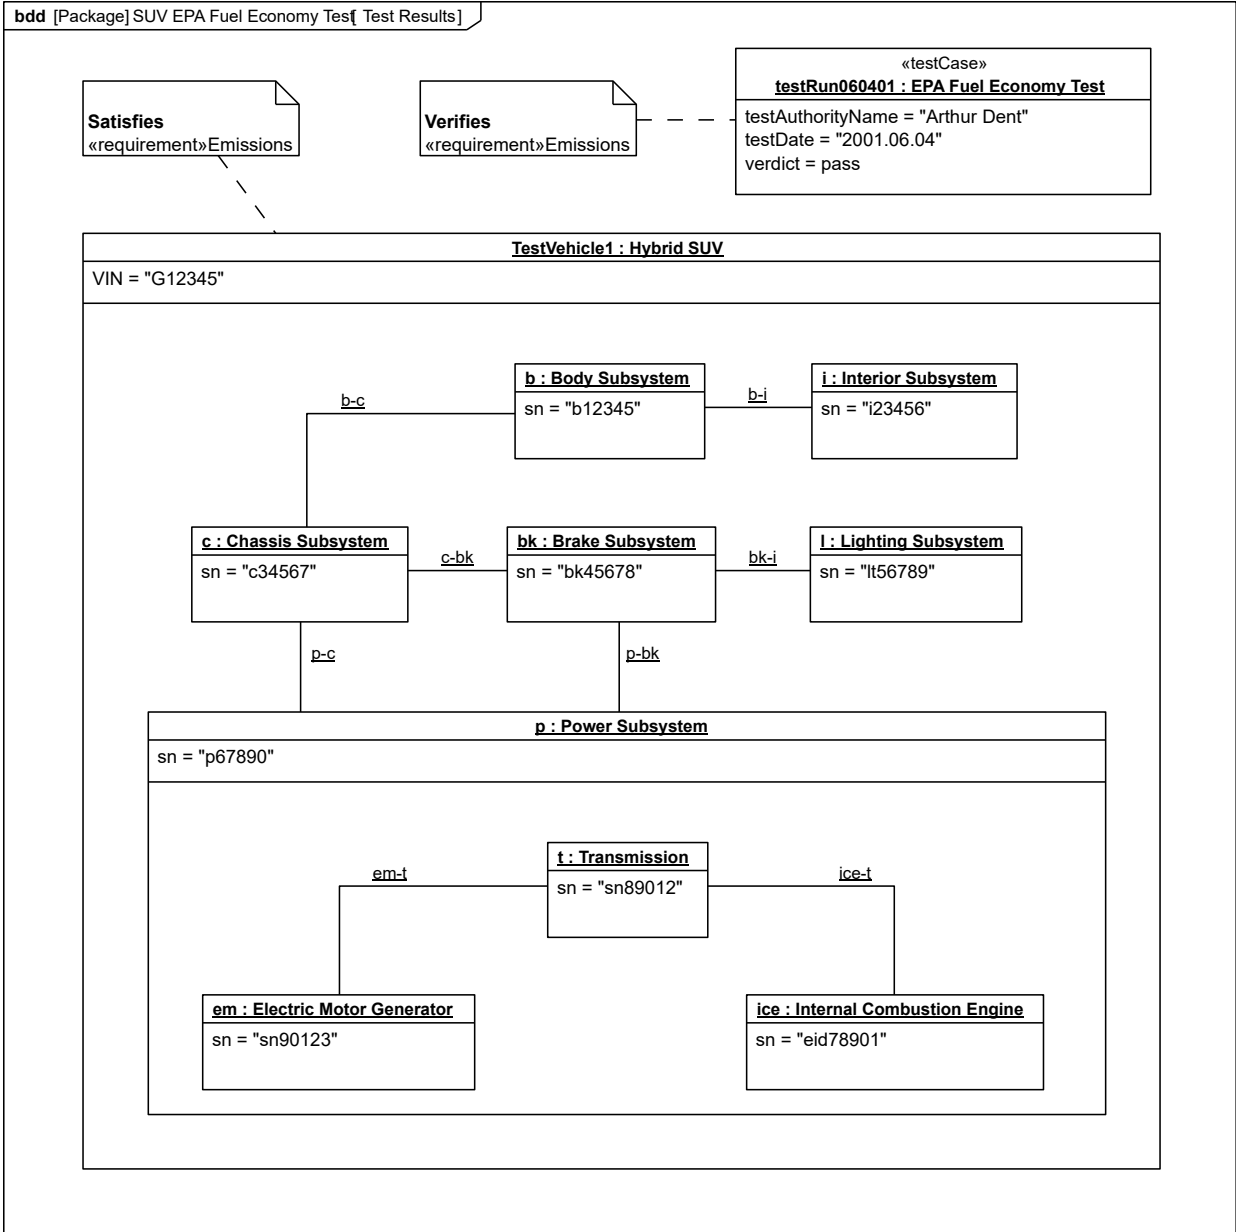 bdd [Package] SUV EPA Fuel Economy Test[ Test Results]
«testCase»
testRun060401 : EPA Fuel Economy Test
testAuthorityName = "Arthur Dent"
testDate = "2001.06.04"
verdict = pass
Satisfies
«requirement»Emissions
Verifies
«requirement»Emissions
TestVehicle1 : Hybrid SUV
VIN = "G12345"
b : Body Subsystem
sn = "b12345"
b-i
i : Interior Subsystem
sn = "i23456"
b-c
c : Chassis Subsystem
sn = "c34567"
c-bk
bk : Brake Subsystem
sn = "bk45678"
bk-i
l : Lighting Subsystem
sn = "lt56789"
p-c
p-bk
p : Power Subsystem
sn = "p67890"
t : Transmission
sn = "sn89012"
em-t
ice-t
em : Electric Motor Generator
sn = "sn90123"
ice : Internal Combustion Engine
sn = "eid78901"